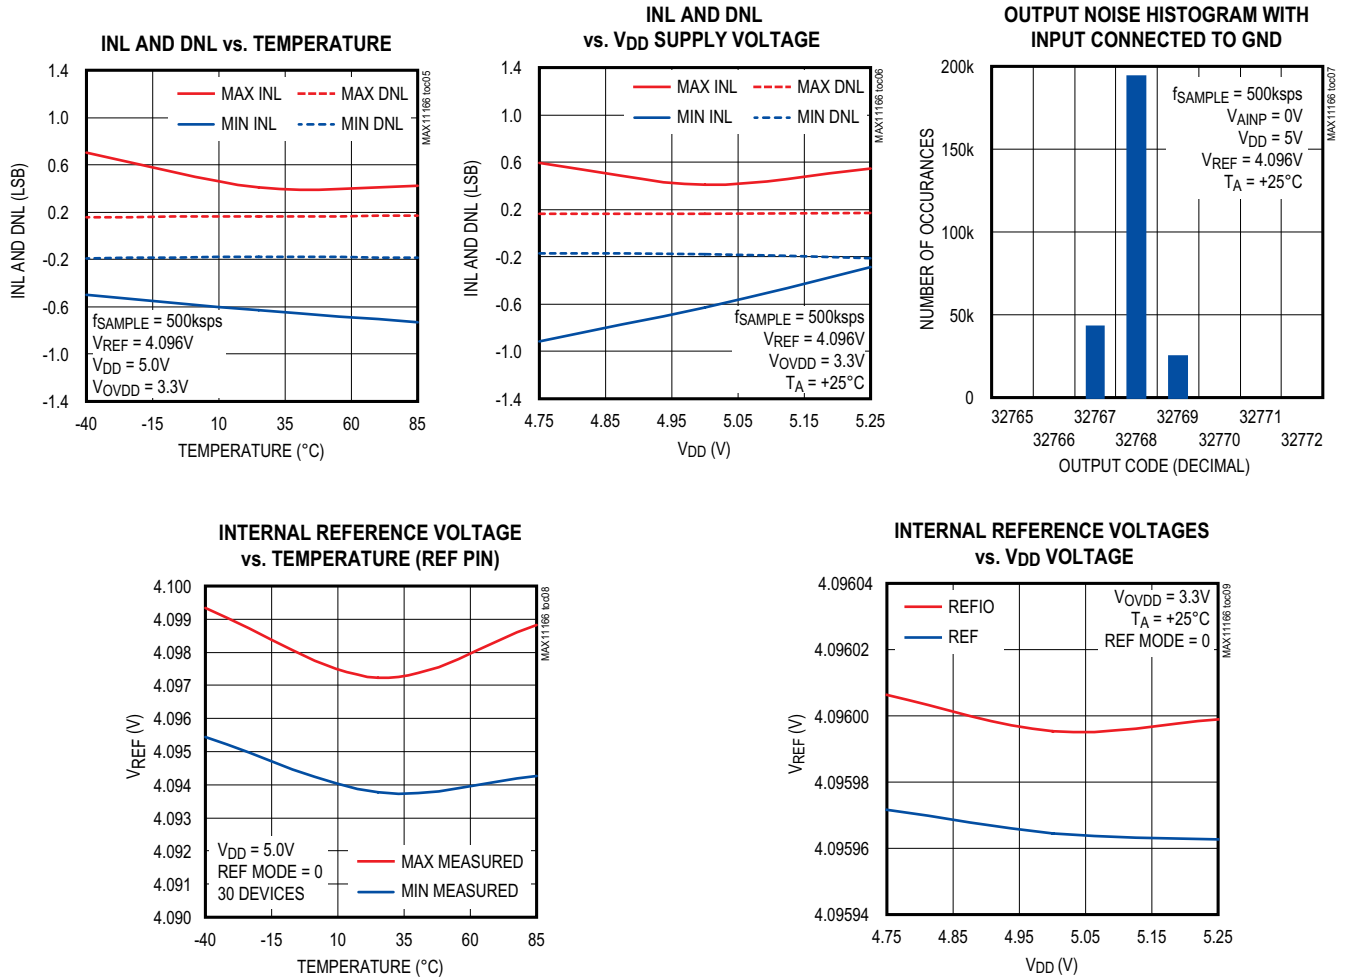 INL AND DNL vs. TEMPERATURE
1.4
1.0
0.6
0.2
-0.2
-0.6
-1.0
-1.4
INL AND DNL (LSB)
MAX INL
MAX DNL
MIN INL
MIN DNL
MAX11166 toc05
fSAMPLE = 500ksps
VREF = 4.096V
VDD = 5.0V
VOVDD = 3.3V
-40 -15 10 35 60 85
TEMPERATURE (°C)
INL AND DNL
vs. VDD SUPPLY VOLTAGE
1.4
1.0
0.6
0.2
-0.2
-0.6
-1.0
-1.4
INL AND DNL (LSB)
MAX INL
MAX DNL
MIN INL
MIN DNL
MAX11166 toc06
fSAMPLE = 500ksps
VREF = 4.096V
VOVDD = 3.3V
TA = +25°C
4.75 4.85 4.95 5.05 5.15 5.25
VDD (V)
OUTPUT NOISE HISTOGRAM WITH
INPUT CONNECTED TO GND
200k
150k
100k
50k
0
NUMBER OF OCCURANCES
MAX11166 toc07
fSAMPLE = 500ksps
VAINP = 0V
VDD = 5V
VREF = 4.096V
TA = +25°C
32765 32767 32769 32771
32766 32768 32770 32772
OUTPUT CODE (DECIMAL)
INTERNAL REFERENCE VOLTAGE
vs. TEMPERATURE (REF PIN)
4.100
4.099
4.098
4.097
4.096
4.095
4.094
4.093
4.092
4.091
4.090
VREF (V)
MAX11166 toc08
VDD = 5.0V
REF MODE = 0
30 DEVICES
MAX MEASURED
MIN MEASURED
-40 -15 10 35 60 85
TEMPERATURE (°C)
INTERNAL REFERENCE VOLTAGES
vs. VDD VOLTAGE
4.09604
4.09602
4.09600
4.09598
4.09596
4.09594
VREF (V)
REFIO
REF
VOVDD = 3.3V
TA = +25°C
REF MODE = 0
MAX11166 toc09
4.75 4.85 4.95 5.05 5.15 5.25
VDD (V)